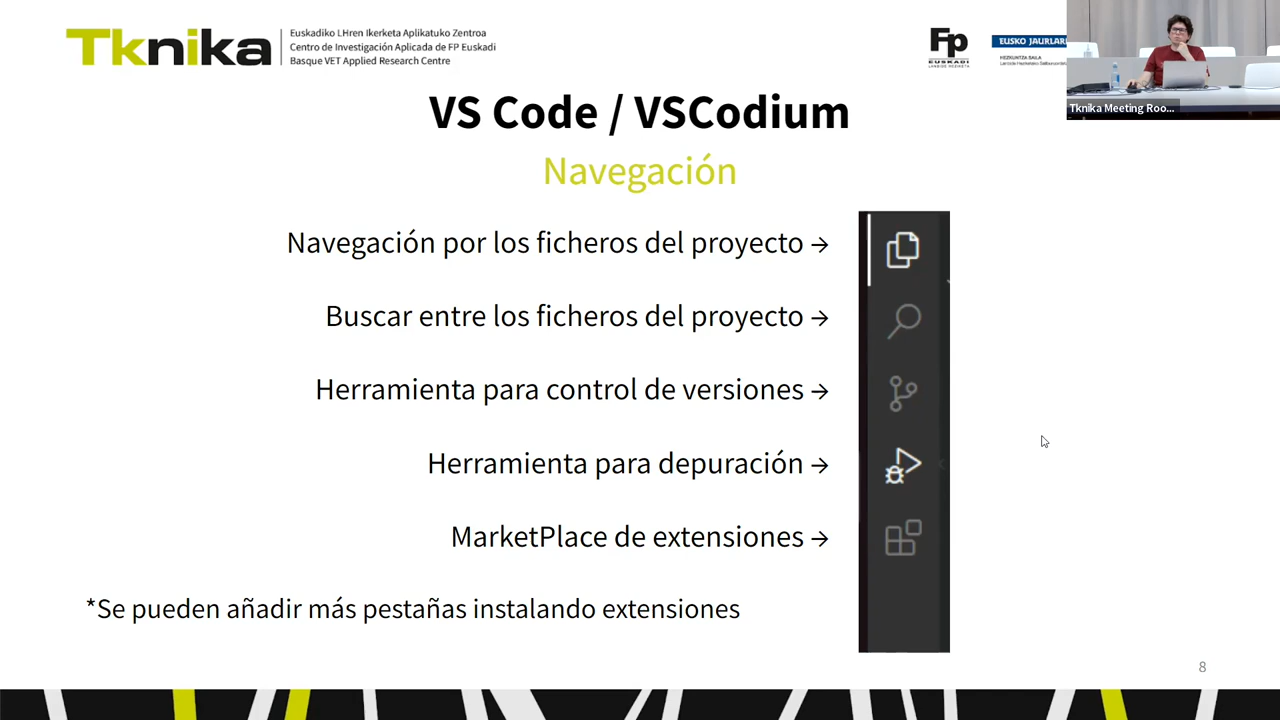 Tknika
Euskadiko LHren Ikerketa Aplikatuko Zentroa
Centro de Investigación Aplicada de FP Euskadi
Basque VET Applied Research Centre
Fp
EUSKADI
LANBIDE HEZIKETA
EUSKO JAURLARI
HEZKUNTZA SAILA
Tknika Meeting Roo...
VS Code / VSCodium
Navegación
Navegación por los ficheros del proyecto →
Buscar entre los ficheros del proyecto →
Herramienta para control de versiones →
Herramienta para depuración →
MarketPlace de extensiones →
*Se pueden añadir más pestañas instalando extensiones
8